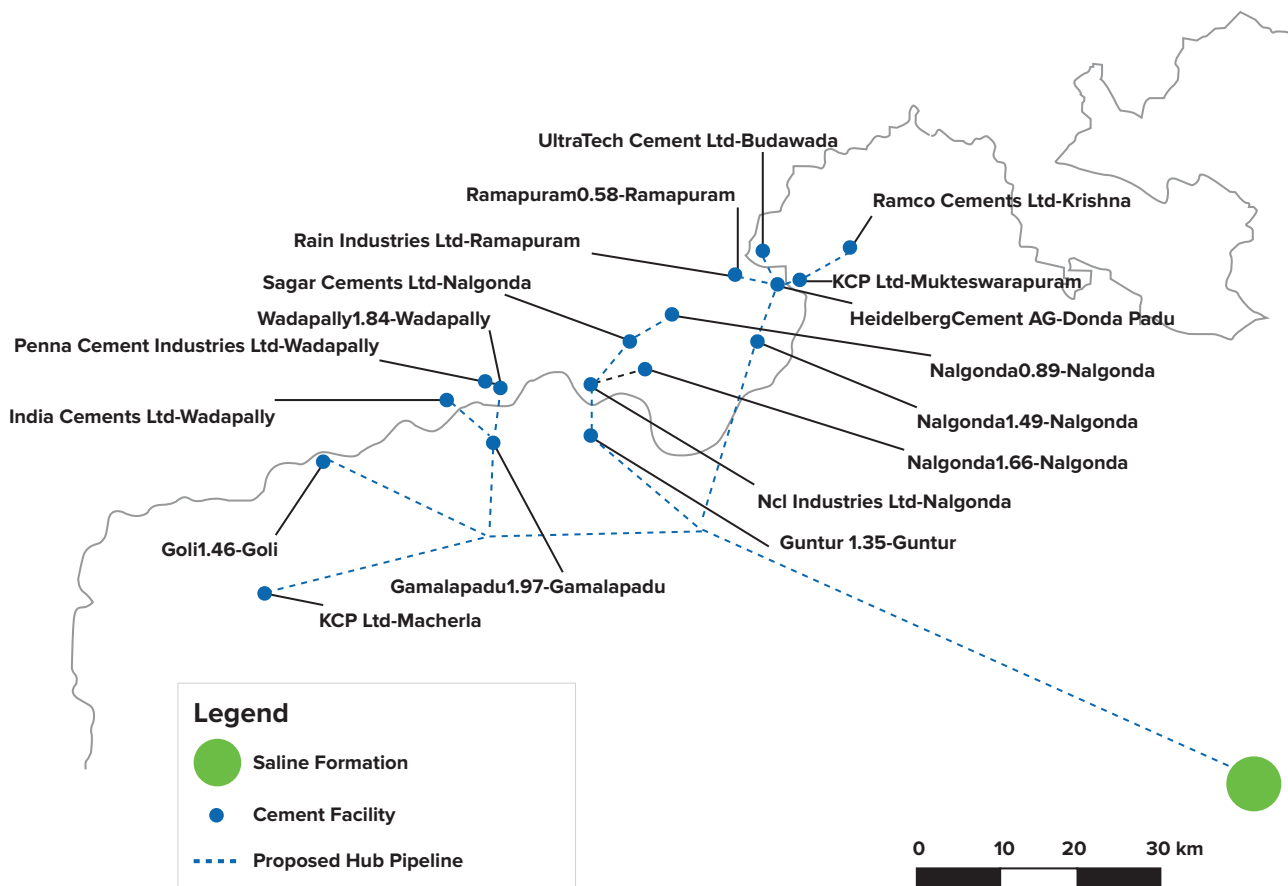 UltraTech Cement Ltd-Budawada
Ramapuram0.58-Ramapuram
Ramco Cements Ltd-Krishna
Rain Industries Ltd-Ramapuram
Sagar Cements Ltd-Nalgonda
KCP Ltd-Mukteswarapuram
Wadapally1.84-Wadapally
HeidelbergCement AG-Donda Padu
Penna Cement Industries Ltd-Wadapally
Nalgonda0.89-Nalgonda
India Cements Ltd-Wadapally
Nalgonda1.49-Nalgonda
Nalgonda1.66-Nalgonda
Ncl Industries Ltd-Nalgonda
Guntur 1.35-Guntur
Goli1.46-Goli
Gamalapadu1.97-Gamalapadu
KCP Ltd-Macherla
Legend
Saline Formation
Cement Facility
Proposed Hub Pipeline
0 10 20 30 km